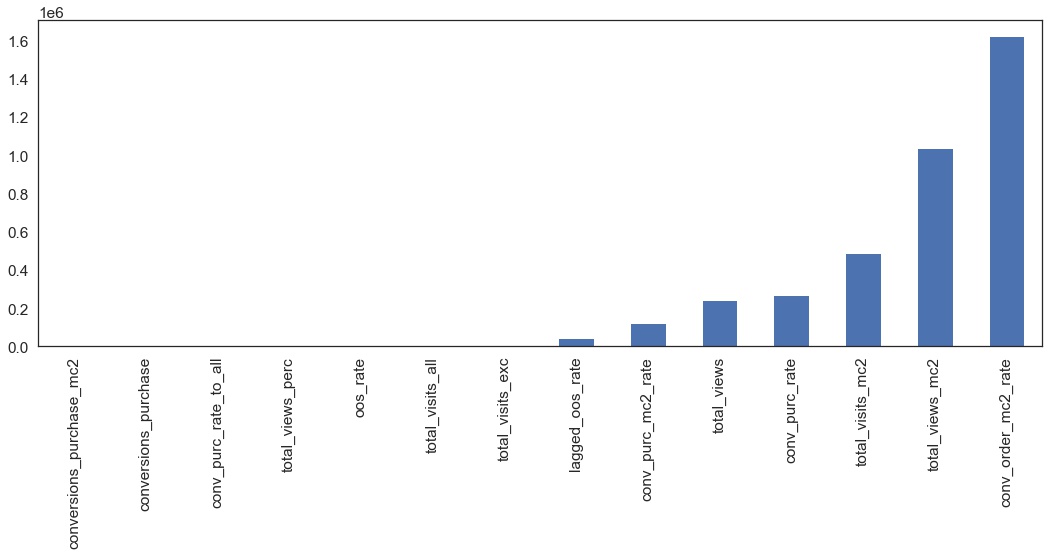 1e6
1.6
1.4
1.2
1.0
0.8
0.6
0.4
0.2
0.0
conversions_purchase_mc2
conversions_purchase
conv_purc_rate_to_all
total_views_perc
oos_rate
total_visits_all
total_visits_exc
lagged_oos_rate
conv_purc_mc2_rate
total_views
conv_purc_rate
total_visits_mc2
total_views_mc2
conv_order_mc2_rate